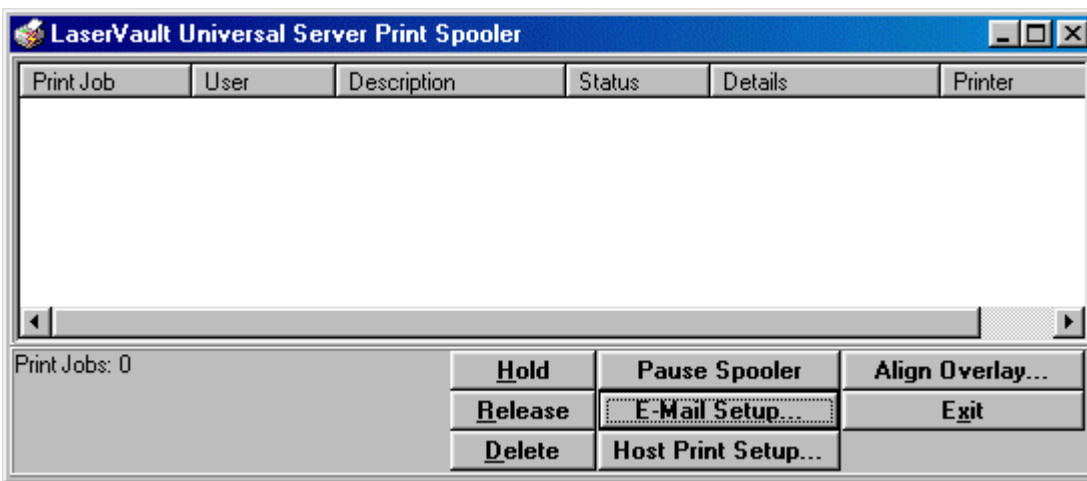 LaserVault Universal Server Print Spooler
Print Job User Description Status Details Printer
Print Jobs: 0 Hold Pause Spooler Align Overlay...
Release E-Mail Setup... Exit
Delete Host Print Setup...